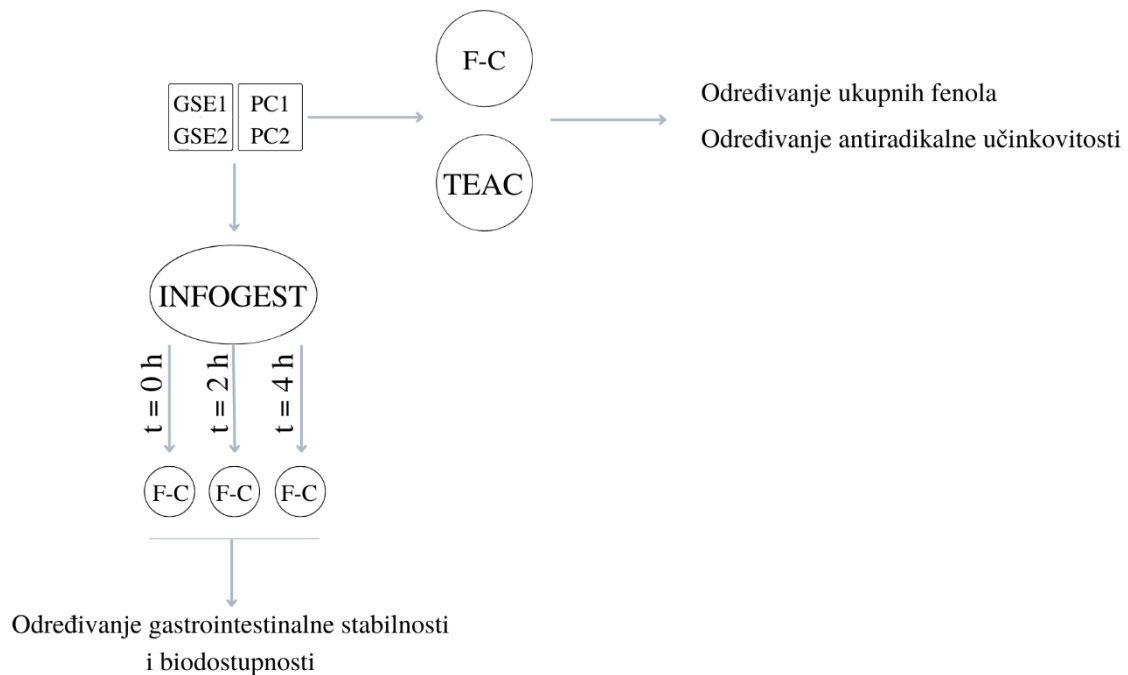 F-C
GSE1 PC1
GSE2 PC2
Određivanje ukupnih fenola
Određivanje antiradikalne učinkovitosti
TEAC
INFOGEST
t = 0 h
t = 2 h
t = 4 h
F-C F-C F-C
Određivanje gastrointestinalne stabilnosti
i biodostupnosti